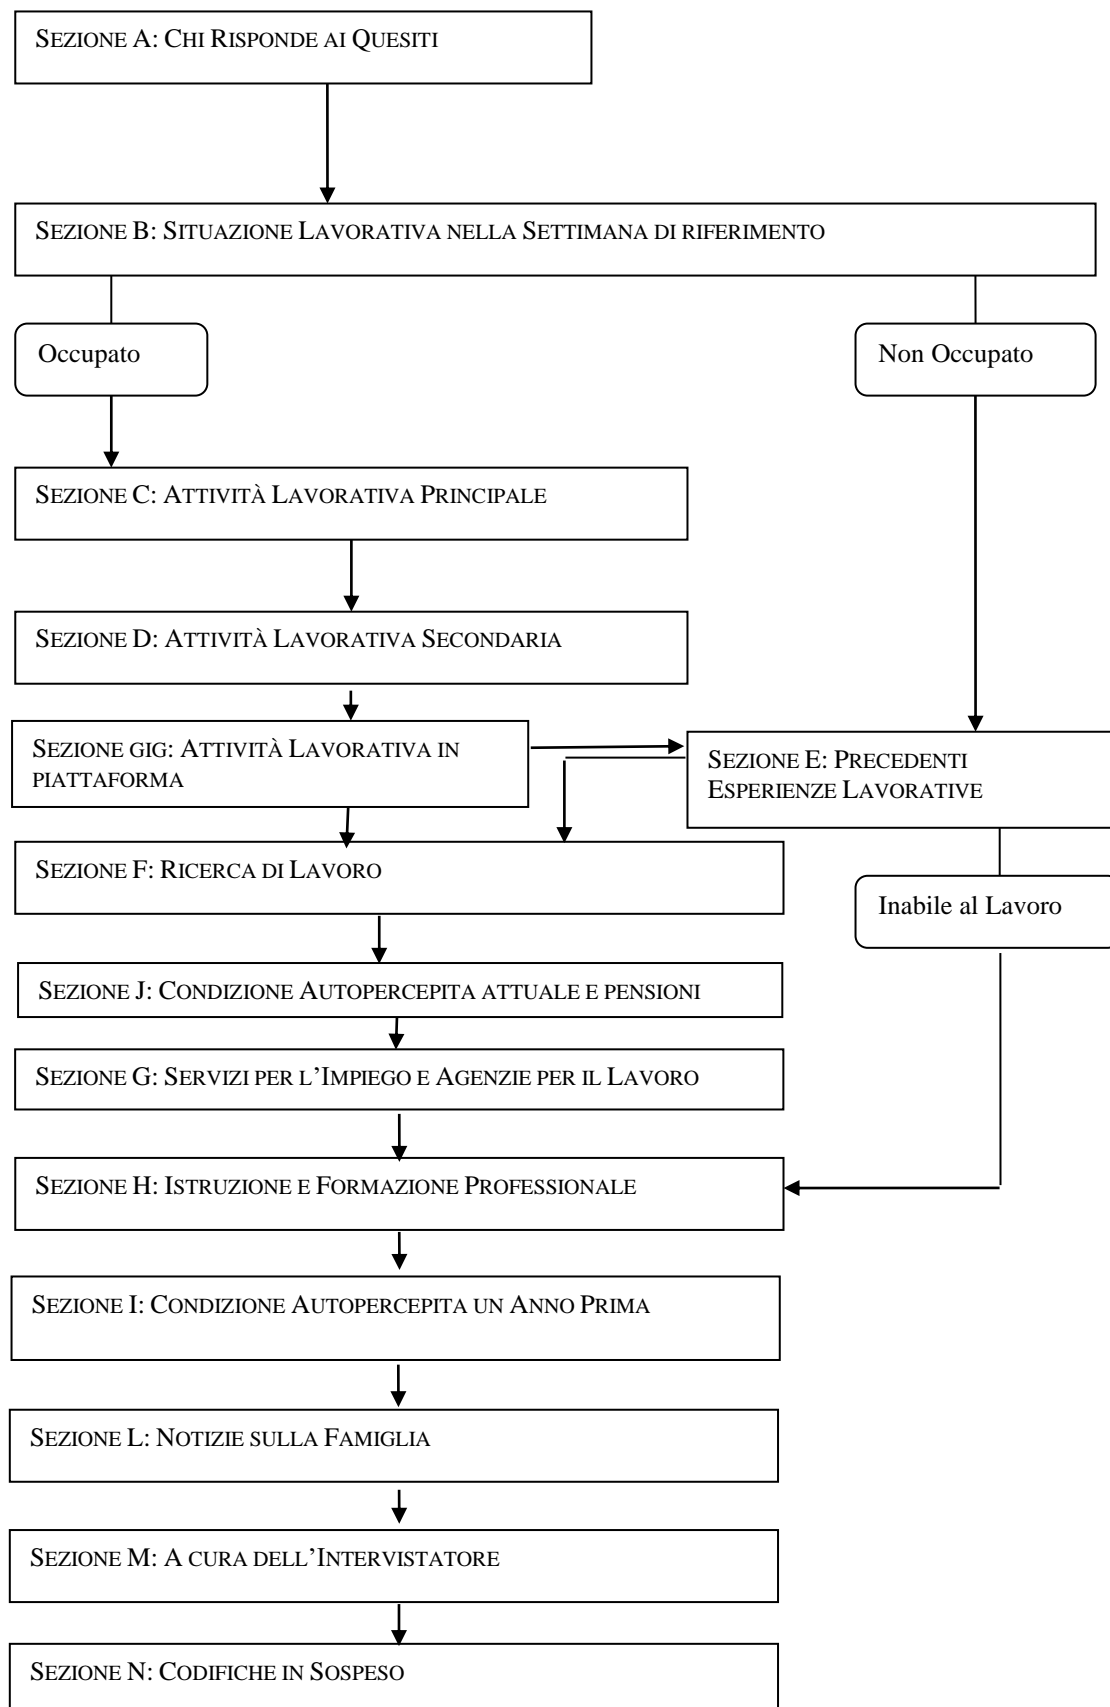 SEZIONE A: CHI RISPONDE AI QUESITI
SEZIONE B: SITUAZIONE LAVORATIVA NELLA SETTIMANA DI RIFERIMENTO
Occupato
Non Occupato
SEZIONE C: ATTIVITÀ LAVORATIVA PRINCIPALE
SEZIONE D: ATTIVITÀ LAVORATIVA SECONDARIA
SEZIONE GIG: ATTIVITÀ LAVORATIVA IN
PIATTAFORMA
SEZIONE E: PRECEDENTI
ESPERIENZE LAVORATIVE
SEZIONE F: RICERCA DI LAVORO
Inabile al Lavoro
SEZIONE J: CONDIZIONE AUTOPERCEPITA ATTUALE E PENSIONI
SEZIONE G: SERVIZI PER L'IMPIEGO E AGENZIE PER IL LAVORO
SEZIONE H: ISTRUZIONE E FORMAZIONE PROFESSIONALE
SEZIONE I: CONDIZIONE AUTOPERCEPITA UN ANNO PRIMA
SEZIONE L: NOTIZIE SULLA FAMIGLIA
SEZIONE M: A CURA DELL'INTERVISTATORE
SEZIONE N: CODIFICHE IN SOSPESO